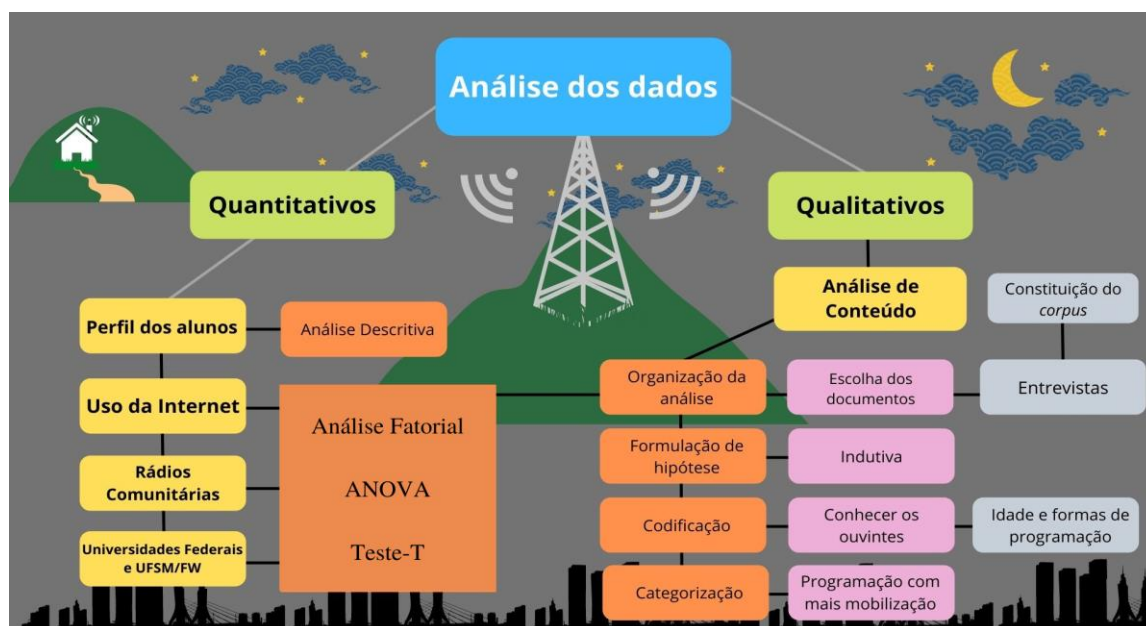 Análise dos dados
Quantitativos
Qualitativos
Análise de
Conteúdo
Constituição do
corpus
Perfil dos alunos
Análise Descritiva
Organização da
análise
Escolha dos
documentos
Entrevistas
Uso da Internet
Análise Fatorial
Formulação de
hipótese
Indutiva
Rádios
Comunitárias
ANOVA
Codificação
Conhecer os
ouvintes
Idade e formas de
programação
Universidades Federais
e UFSM/FW
Teste-T
Categorização
Programação com
mais mobilização